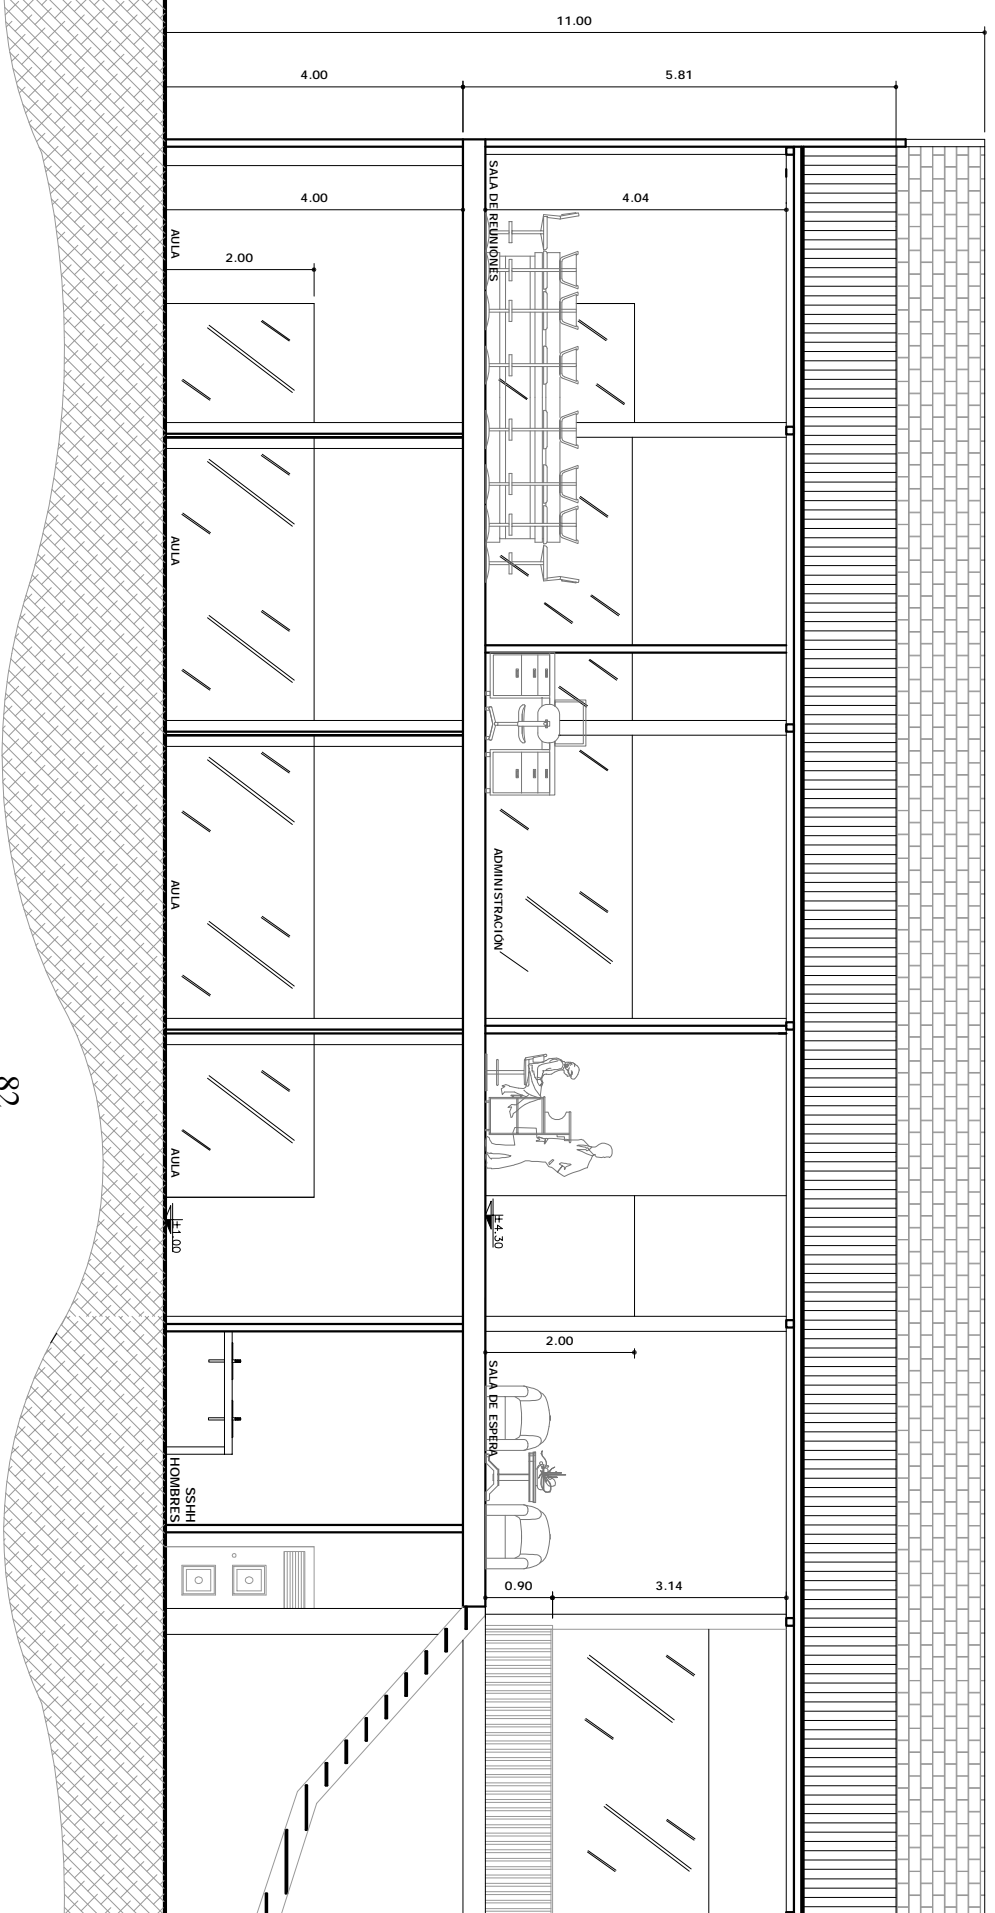 11.00
4.00
5.81
4.00
4.04
2.00
AULA
SALA DE REUNIONES
AULA
ADMINISTRACIÓN
AULA
AULA
±1.00
±4.30
2.00
SALA DE ESPERA
SSHH
HOMBRES
0.90
3.14
82